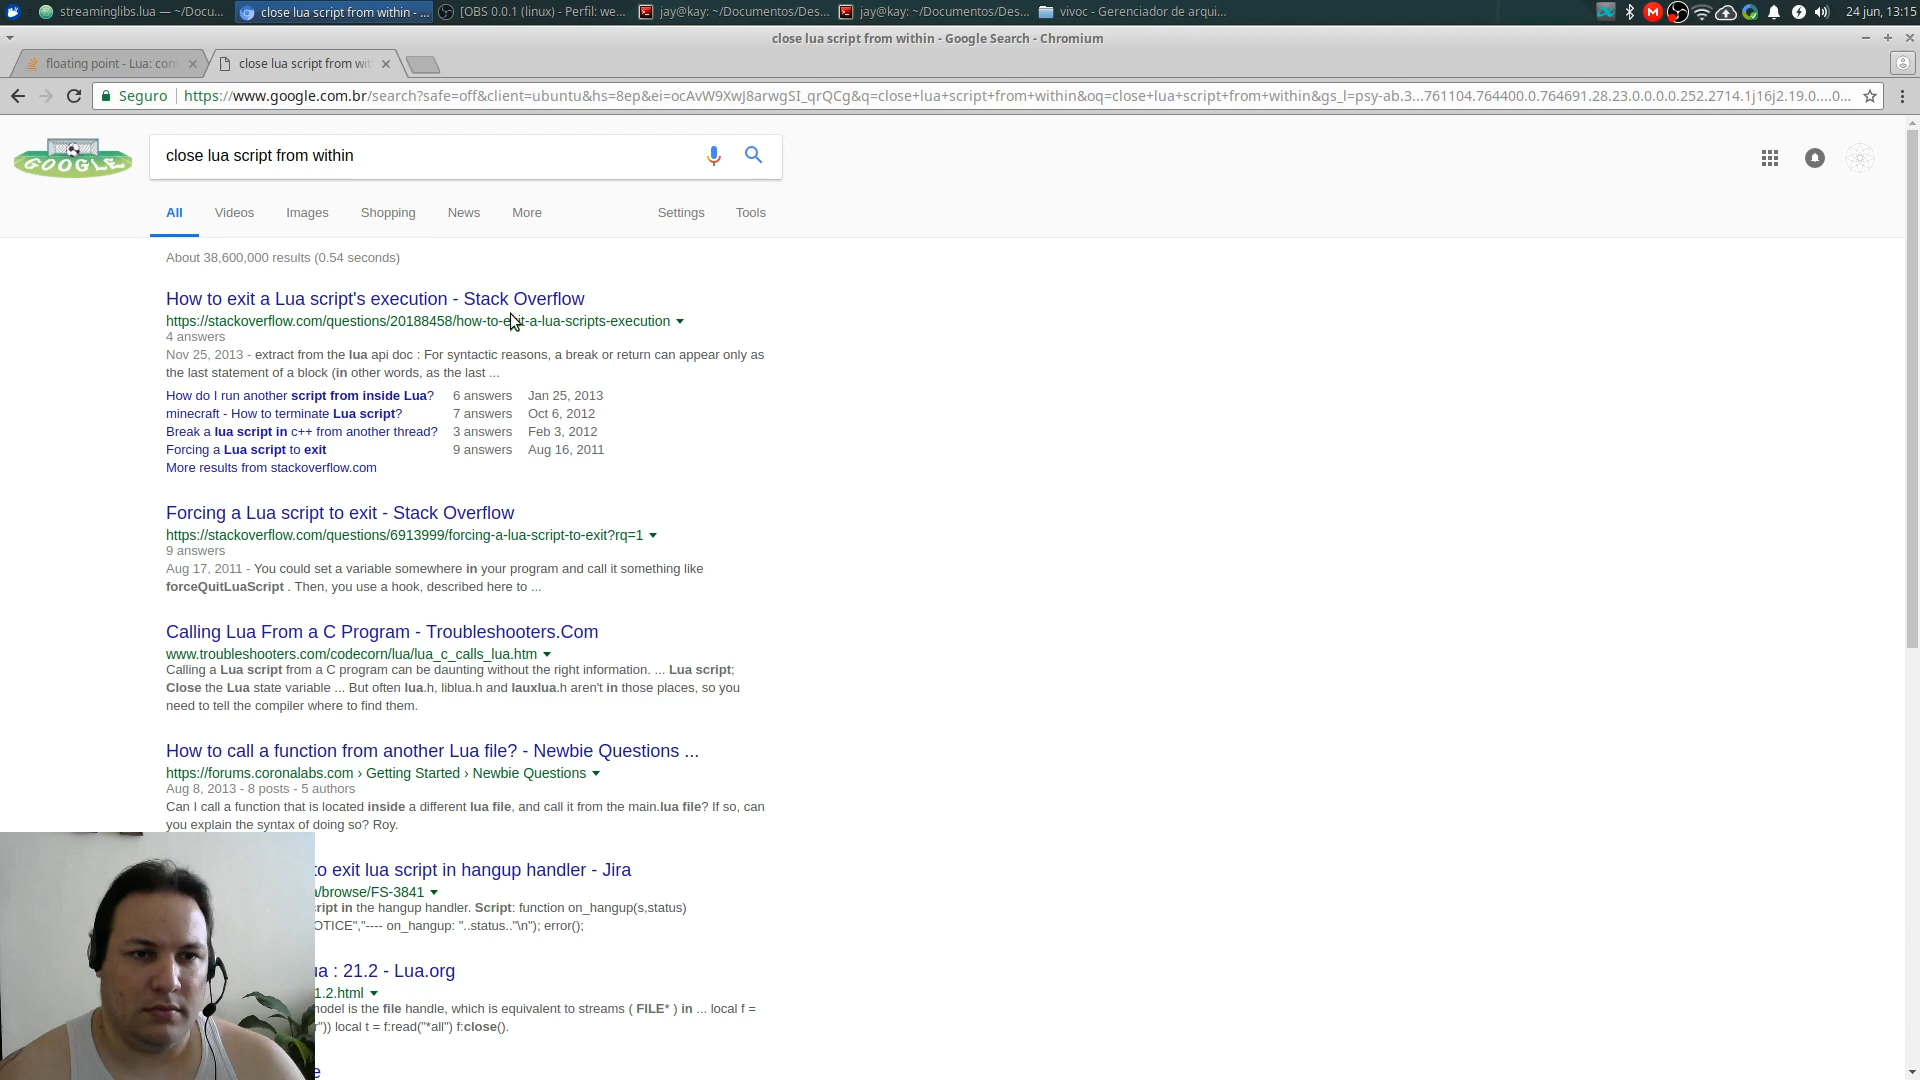 streaminglibs.lua — ~/Docu... close lua script from within - ... [OBS 0.0.1 (linux) - Perfil: we... jay@kay: ~/Documentos/Des... jay@kay: ~/Documentos/Des... vivoc - Gerenciador de arqui... 24 jun, 13:15
close lua script from within - Google Search - Chromium
floating point - Lua: con close lua script from wit
Seguro https://www.google.com.br/search?safe=off&client=ubuntu&hs=8ep&ei=ocAvW9XwJ8arwgSI_qrQCg&q=close+lua+script+from+within&oq=close+lua+script+from+within&gs_l=psy-ab.3...761104.764400.0.764691.28.23.0.0.0.0.252.2714.1j16j2.19.0....0...
GOOGLE
close lua script from within
All Videos Images Shopping News More Settings Tools
About 38,600,000 results (0.54 seconds)
How to exit a Lua script's execution - Stack Overflow
https://stackoverflow.com/questions/20188458/how-to-exit-a-lua-scripts-execution
4 answers
Nov 25, 2013 - extract from the lua api doc : For syntactic reasons, a break or return can appear only as
the last statement of a block (in other words, as the last ...
How do I run another script from inside Lua? 6 answers Jan 25, 2013
minecraft - How to terminate Lua script? 7 answers Oct 6, 2012
Break a lua script in c++ from another thread? 3 answers Feb 3, 2012
Forcing a Lua script to exit 9 answers Aug 16, 2011
More results from stackoverflow.com
Forcing a Lua script to exit - Stack Overflow
https://stackoverflow.com/questions/6913999/forcing-a-lua-script-to-exit?rq=1
9 answers
Aug 17, 2011 - You could set a variable somewhere in your program and call it something like
forceQuitLuaScript . Then, you use a hook, described here to ...
Calling Lua From a C Program - Troubleshooters.Com
www.troubleshooters.com/codecorn/lua/lua_c_calls_lua.htm
Calling a Lua script from a C program can be daunting without the right information. ... Lua script;
Close the Lua state variable ... But often lua.h, liblua.h and lauxlua.h aren't in those places, so you
need to tell the compiler where to find them.
How to call a function from another Lua file? - Newbie Questions ...
https://forums.coronalabs.com › Getting Started › Newbie Questions
Aug 8, 2013 - 8 posts - 5 authors
Can I call a function that is located inside a different lua file, and call it from the main.lua file? If so, can
you explain the syntax of doing so? Roy.
to exit lua script in hangup handler - Jira
a/browse/FS-3841
ript in the hangup handler. Script: function on_hangup(s,status)
OTICE","---- on_hangup: "..status.."\n"); error();
ua : 21.2 - Lua.org
1.2.html
nodel is the file handle, which is equivalent to streams ( FILE* ) in ... local f =
r")) local t = f:read("*all") f:close().
e